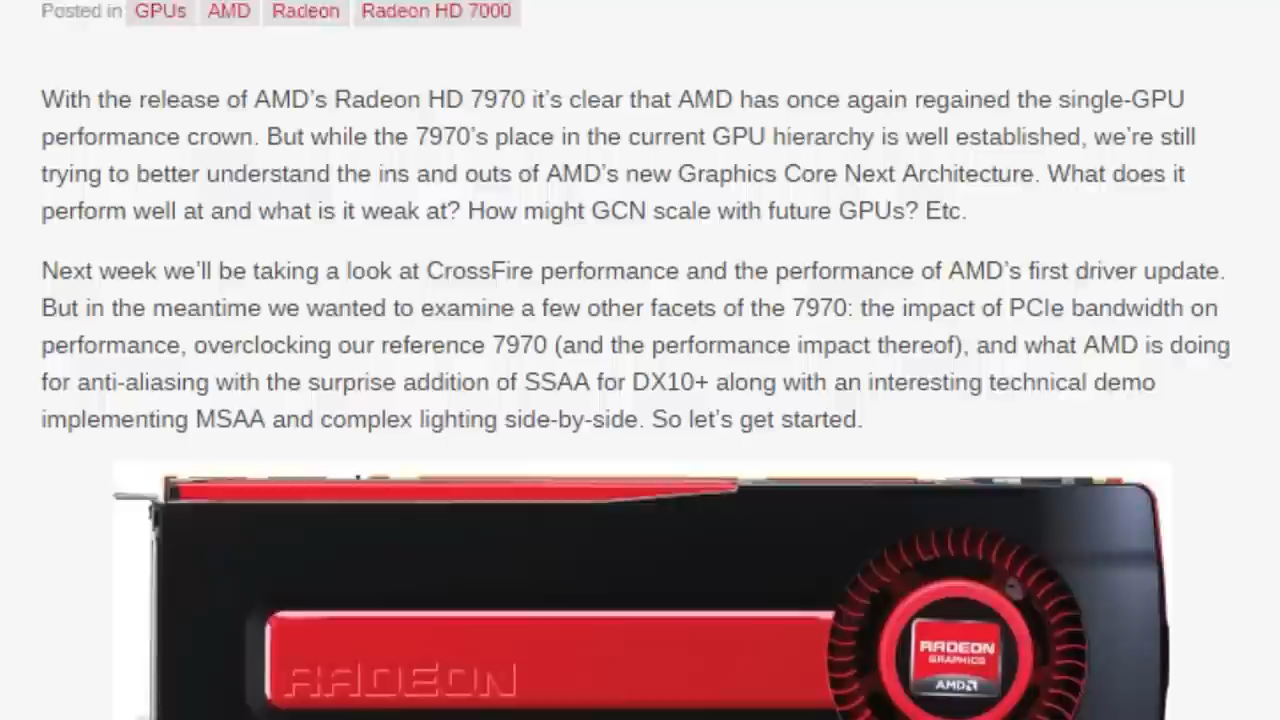 Posted in GPUs AMD Radeon Radeon HD 7000
With the release of AMD’s Radeon HD 7970 it’s clear that AMD has once again regained the single-GPU
performance crown. But while the 7970’s place in the current GPU hierarchy is well established, we’re still
trying to better understand the ins and outs of AMD’s new Graphics Core Next Architecture. What does it
perform well at and what is it weak at? How might GCN scale with future GPUs? Etc.
Next week we’ll be taking a look at CrossFire performance and the performance of AMD’s first driver update.
But in the meantime we wanted to examine a few other facets of the 7970: the impact of PCIe bandwidth on
performance, overclocking our reference 7970 (and the performance impact thereof), and what AMD is doing
for anti-aliasing with the surprise addition of SSAA for DX10+ along with an interesting technical demo
implementing MSAA and complex lighting side-by-side. So let’s get started.
RADEON
GRAPHICS
AMD
RADEON